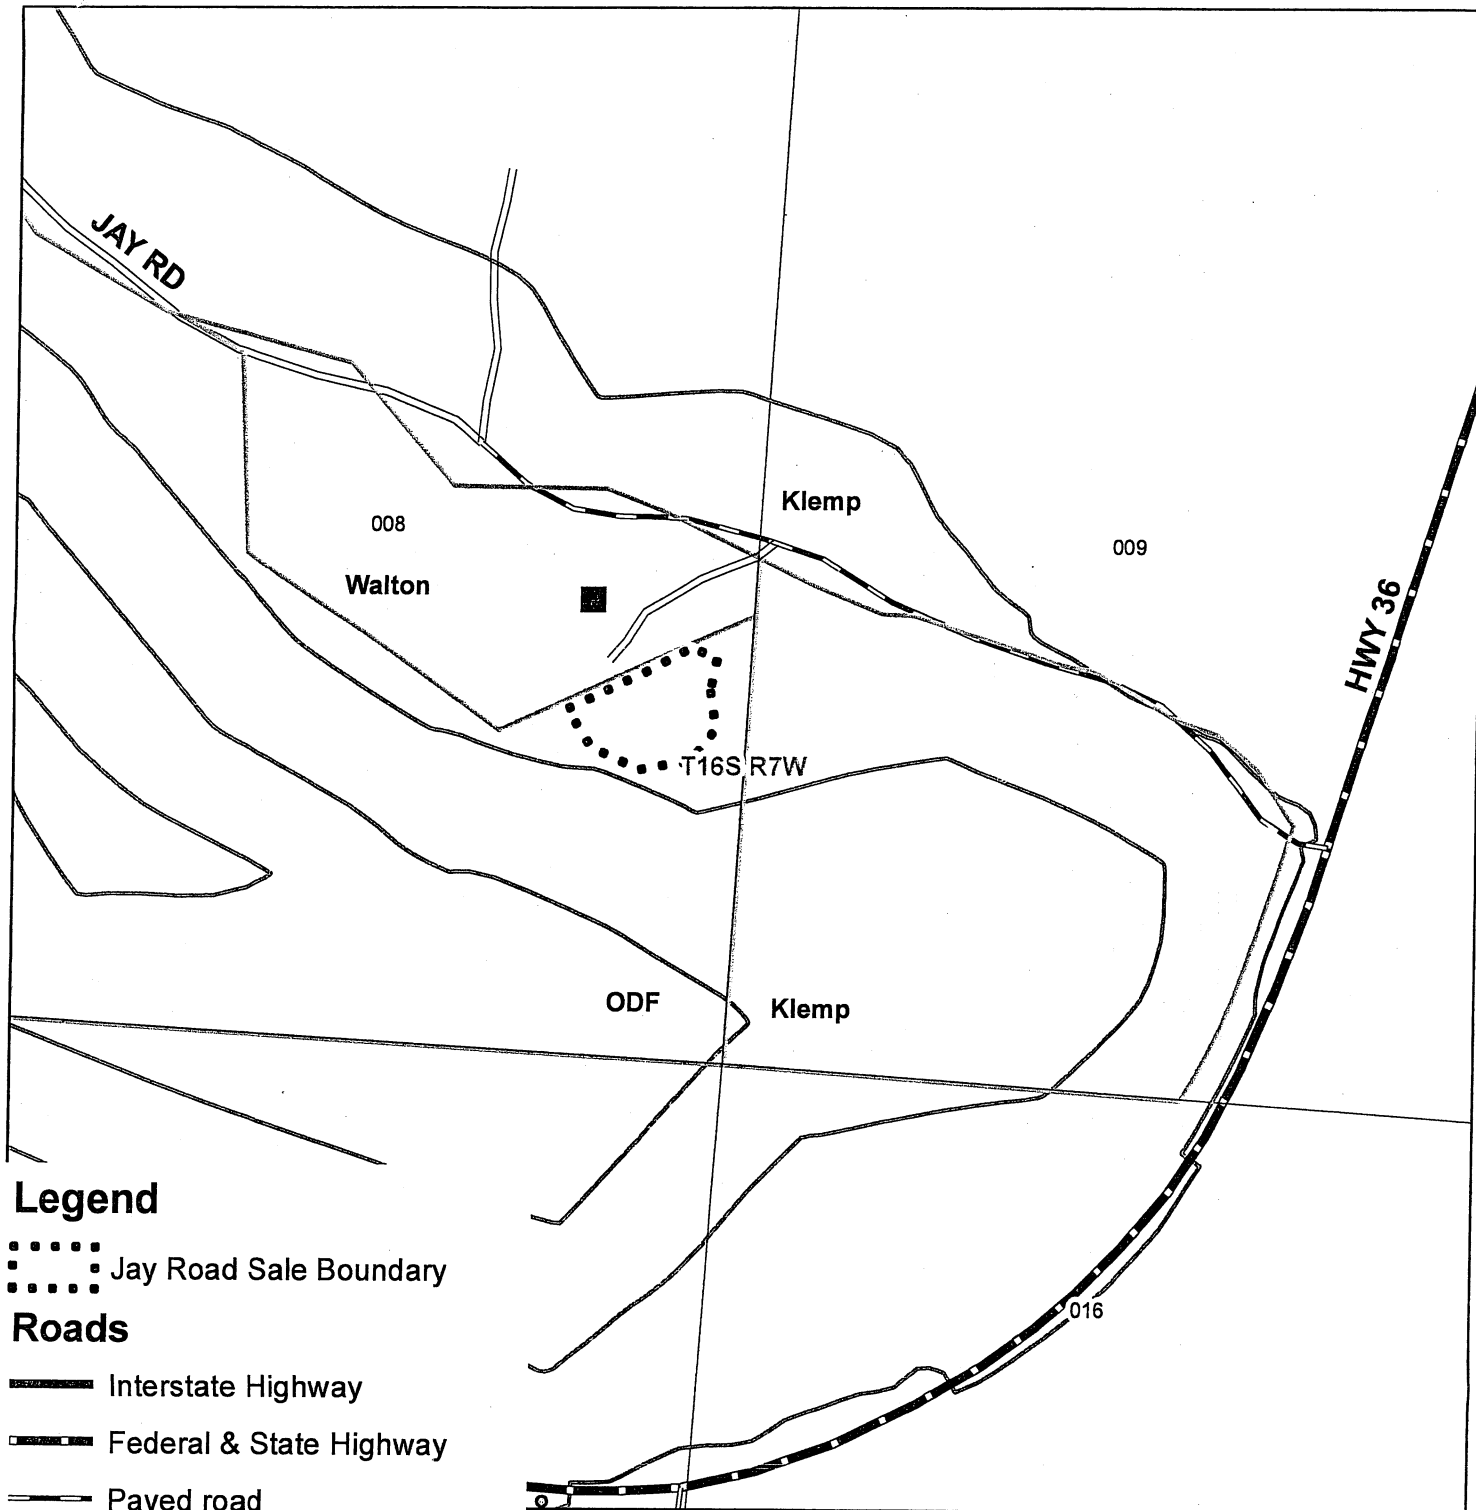 JAY RD
Klemp
008
009
Walton
HWY 36
T16S R7W
ODF
Klemp
Legend
Jay Road Sale Boundary
Roads
016
Interstate Highway
Federal & State Highway
Paved road